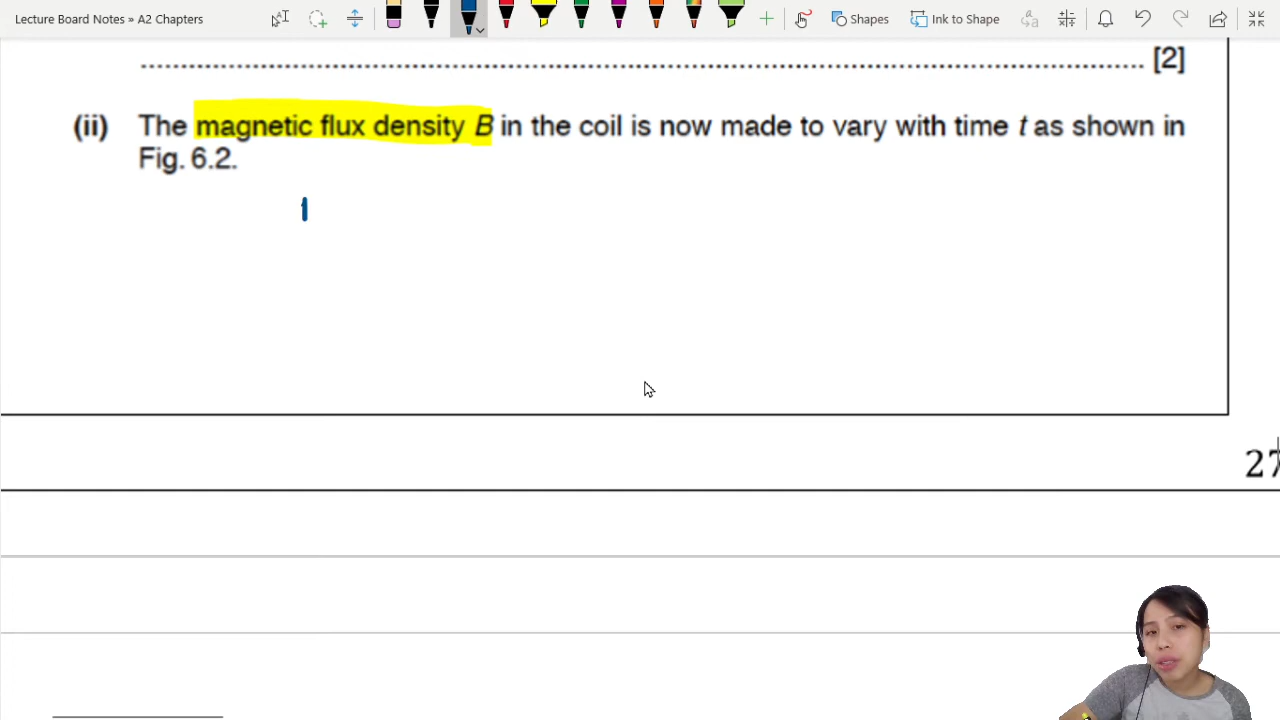 Lecture Board Notes » A2 Chapters
Shapes
Ink to Shape
[2]
(ii) The magnetic flux density B in the coil is now made to vary with time t as shown in
Fig. 6.2.
27